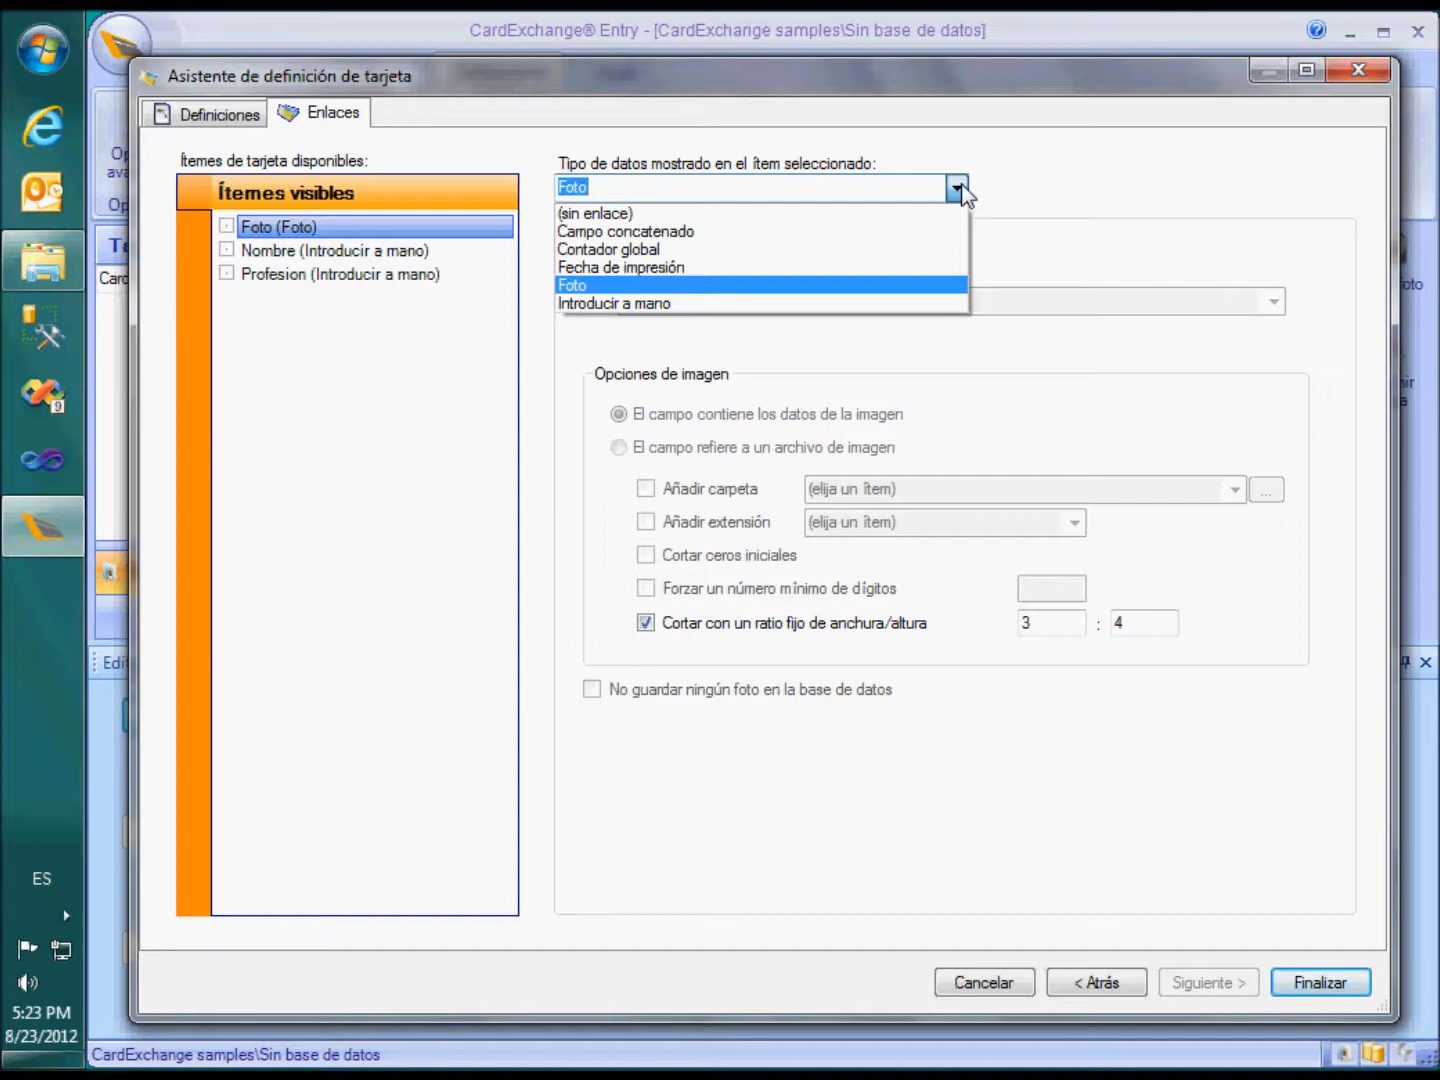 CardExchange® Entry - [CardExchange samples\Sin base de datos]
Asistente de definición de tarjeta
Definiciones
Enlaces
Ítemes de tarjeta disponibles:
Ítemes visibles
Foto (Foto)
Nombre (Introducir a mano)
Profesion (Introducir a mano)
Tipo de datos mostrado en el ítem seleccionado:
Foto
(sin enlace)
Campo concatenado
Contador global
Fecha de impresión
Foto
Introducir a mano
Opciones de imagen
El campo contiene los datos de la imagen
El campo refiere a un archivo de imagen
Añadir carpeta
(elija un ítem)
...
Añadir extensión
(elija un ítem)
Cortar ceros iniciales
Forzar un número mínimo de dígitos
Cortar con un ratio fijo de anchura/altura
3 : 4
No guardar ningún foto en la base de datos
Cancelar
< Atrás
Siguiente >
Finalizar
9
ES
5:23 PM
8/23/2012
CardExchange samples\Sin base de datos